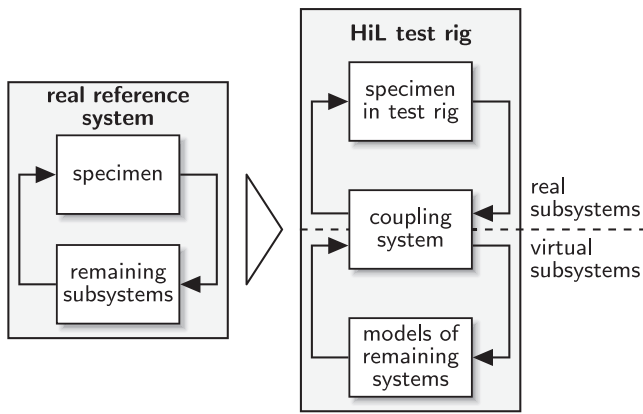 real reference
system
specimen
remaining
subsystems
HiL test rig
specimen
in test rig
coupling
system
models of
remaining
systems
real
subsystems
virtual
subsystems